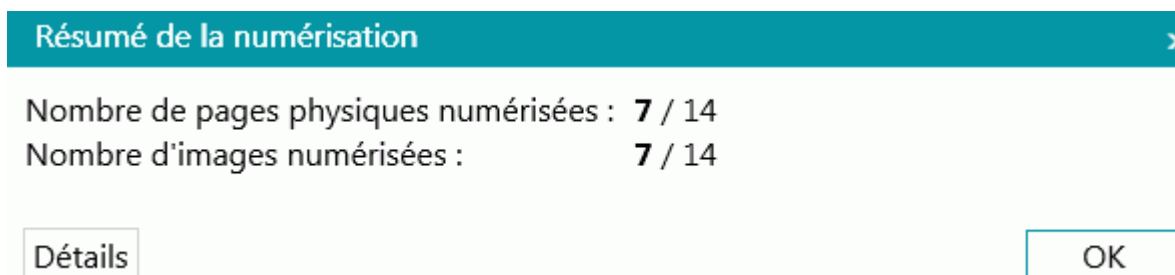 Résumé de la numérisation
Nombre de pages physiques numérisées : 7 / 14
Nombre d'images numérisées : 7 / 14
Détails
OK